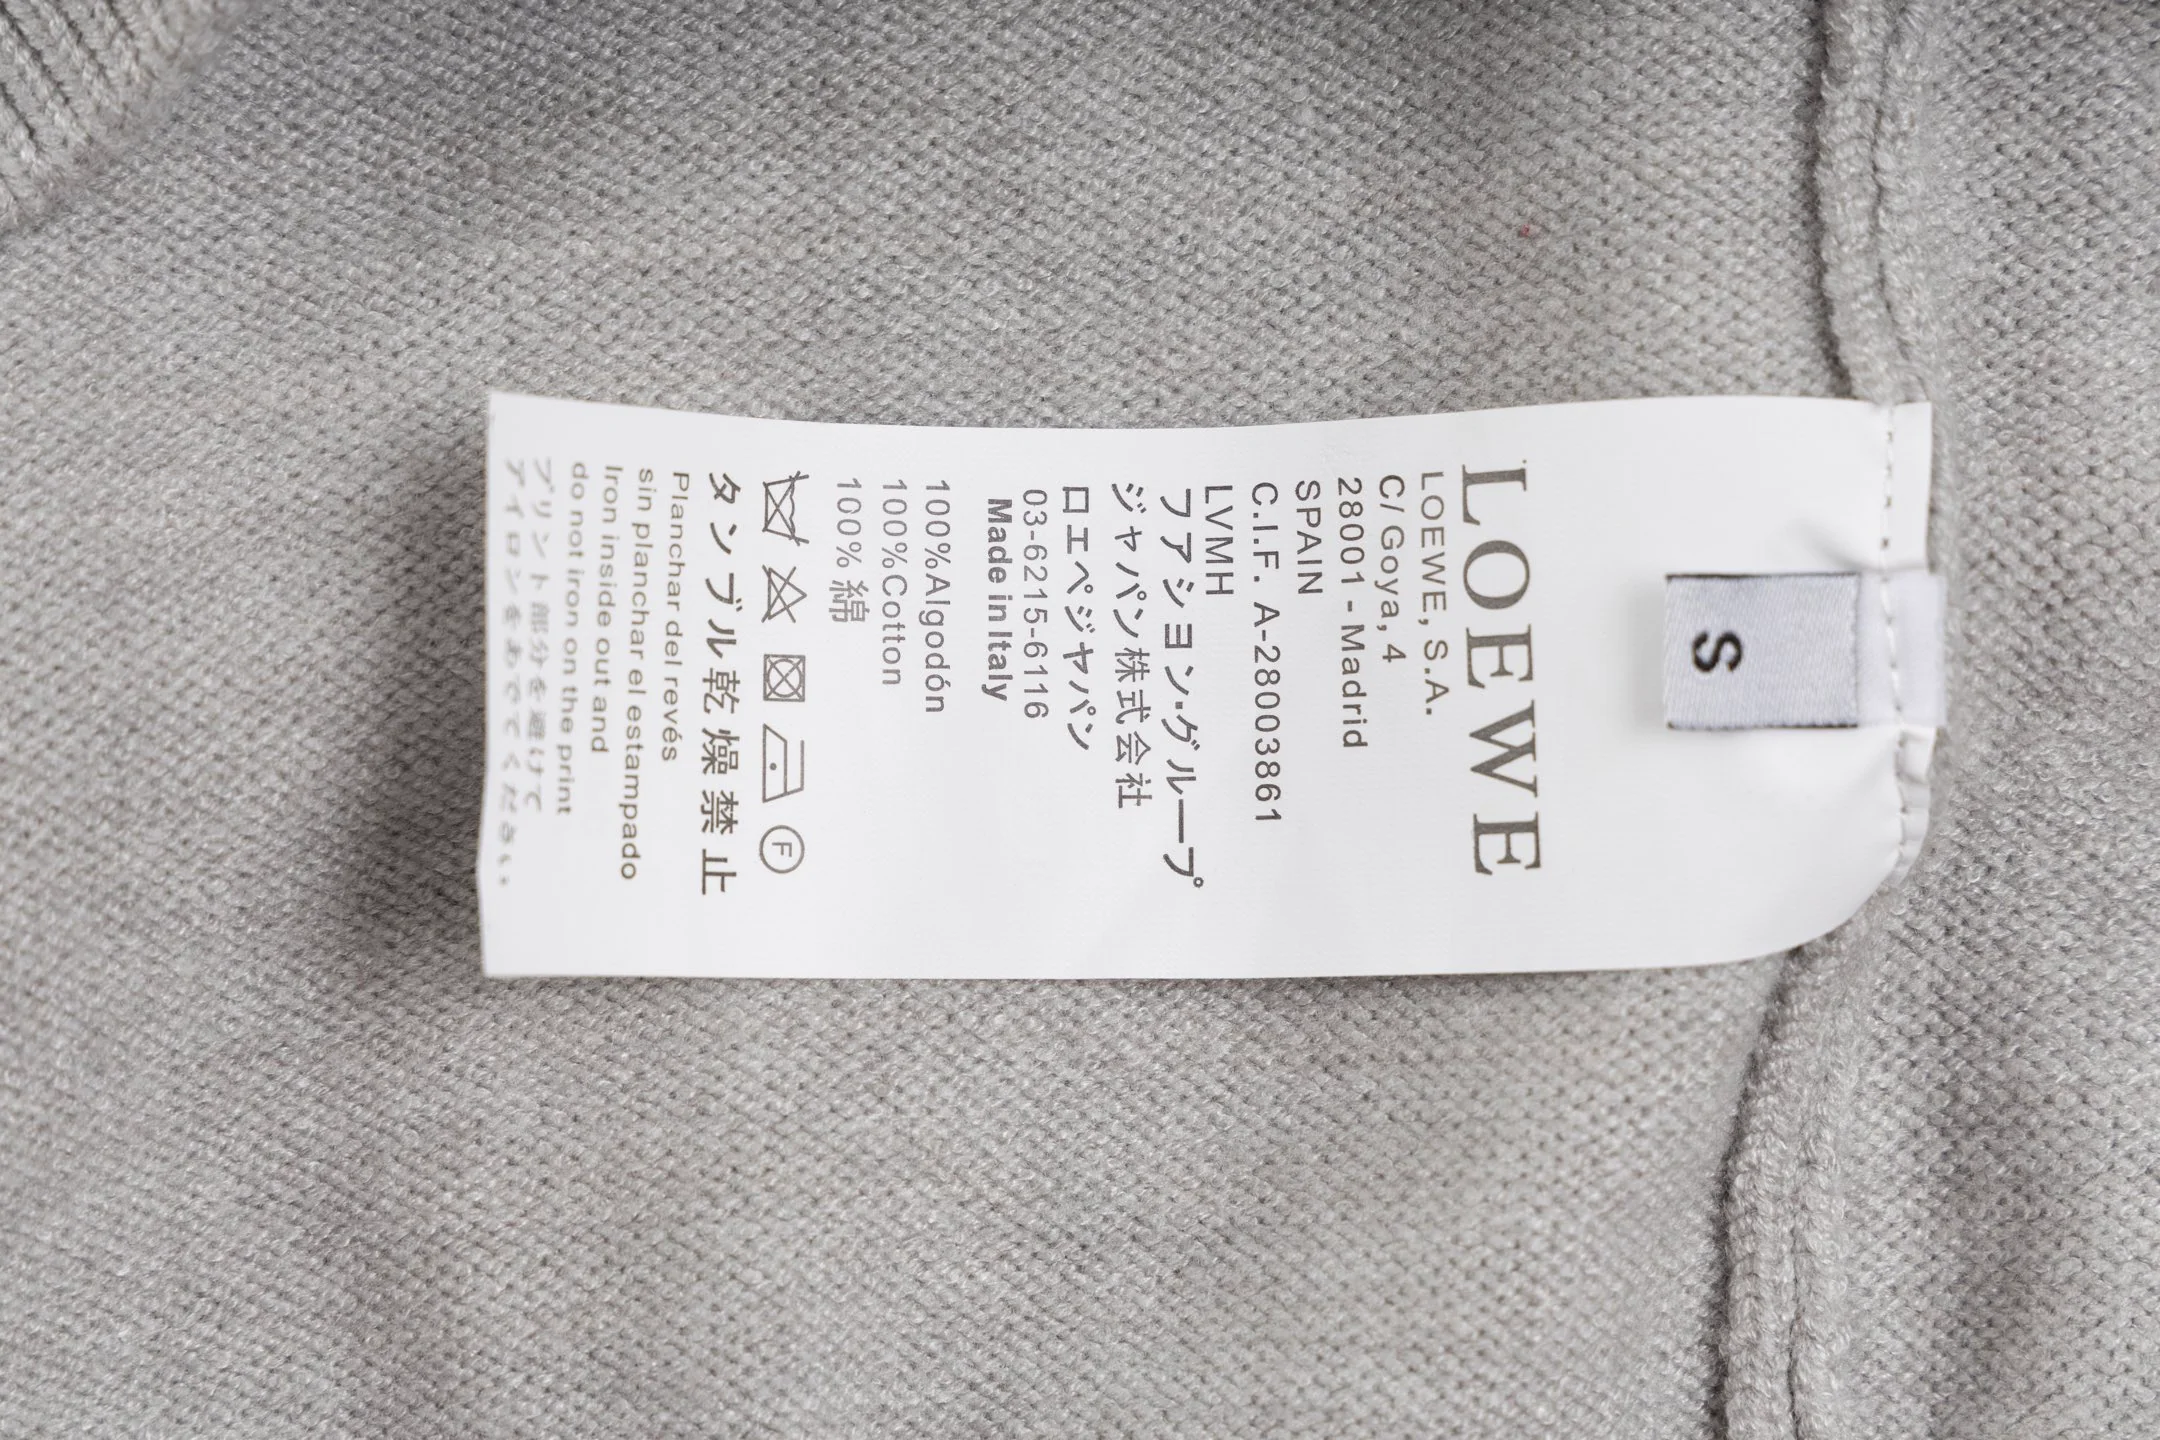 S
LOEWE
LOEWE, S.A.
C/Goya, 4
28001 - Madrid
SPAIN
C.I.F. A-28003861
LVMH
ファション・グループ
ジャパン株式会社
ロエベジャパン
03-6215-6116
Made in Italy
100%Algodón
100%Cotton
100% 綿
F
タンブル乾燥禁止
Planchar del revés
sin planchar el estampado
Iron inside out and
do not iron on the print
プリント部分を避けて
アイロンをあててください。